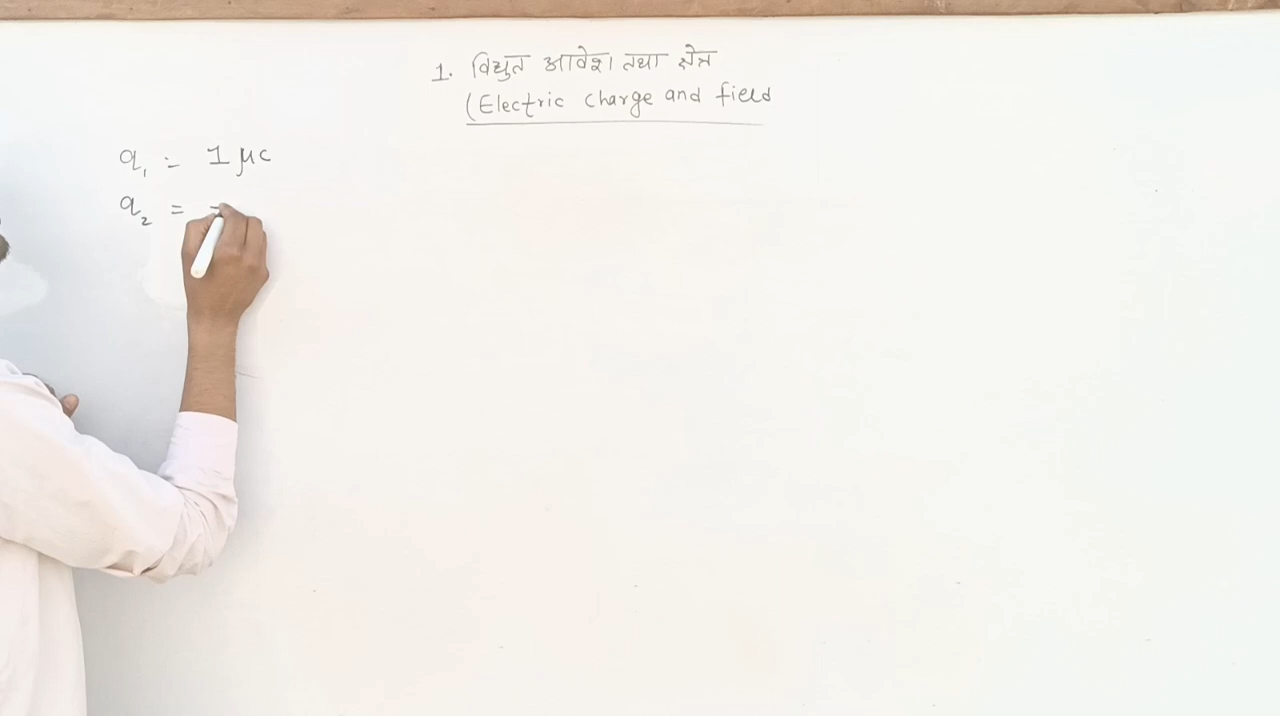 1. विद्युत आवेश तथा क्षेत्र
(Electric charge and field
q₁ = 1 μc
q₂ = -